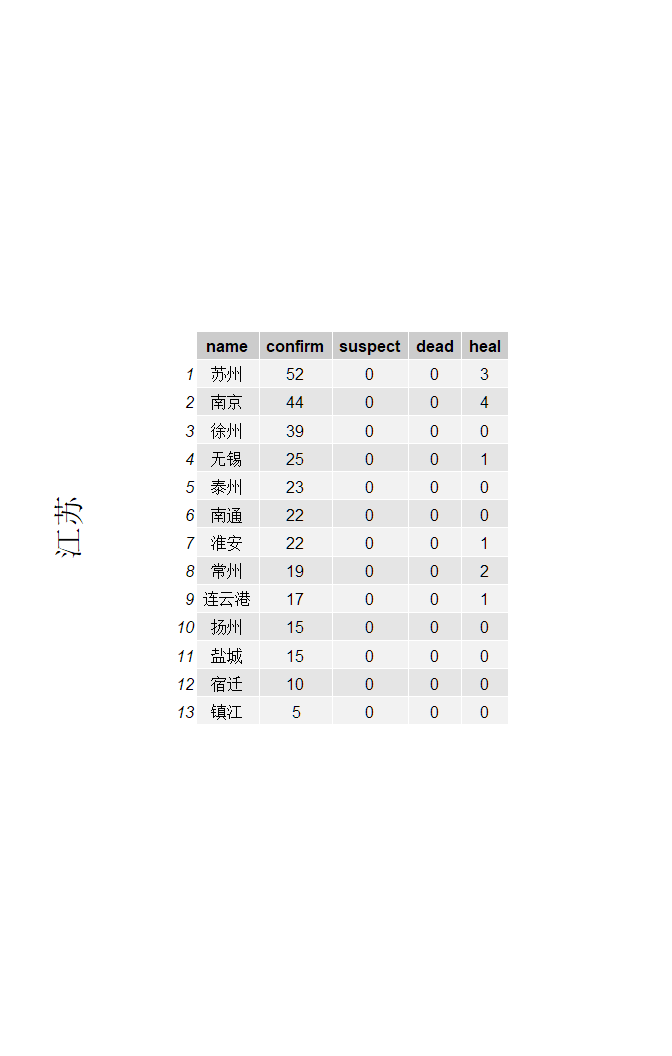 江苏
name confirm suspect dead heal
1 苏州 52 0 0 3
2 南京 44 0 0 4
3 徐州 39 0 0 0
4 无锡 25 0 0 1
5 泰州 23 0 0 0
6 南通 22 0 0 0
7 淮安 22 0 0 1
8 常州 19 0 0 2
9 连云港 17 0 0 1
10 扬州 15 0 0 0
11 盐城 15 0 0 0
12 宿迁 10 0 0 0
13 镇江 5 0 0 0